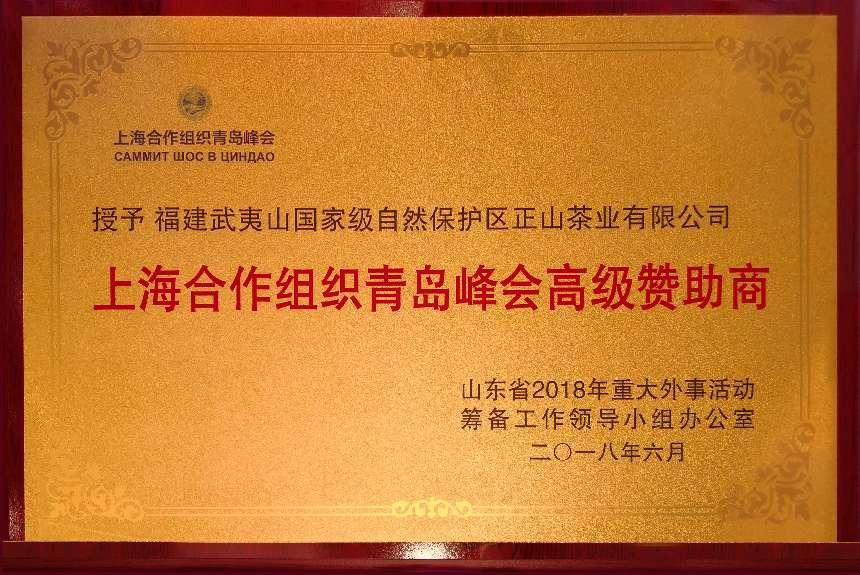 上海合作组织青岛峰会
САММИТ ШОС В ЦИНДАО
授予 福建武夷山国家级自然保护区正山茶业有限公司
上海合作组织青岛峰会高级赞助商
山东省2018年重大外事活动
筹备工作领导小组办公室
二〇一八年六月